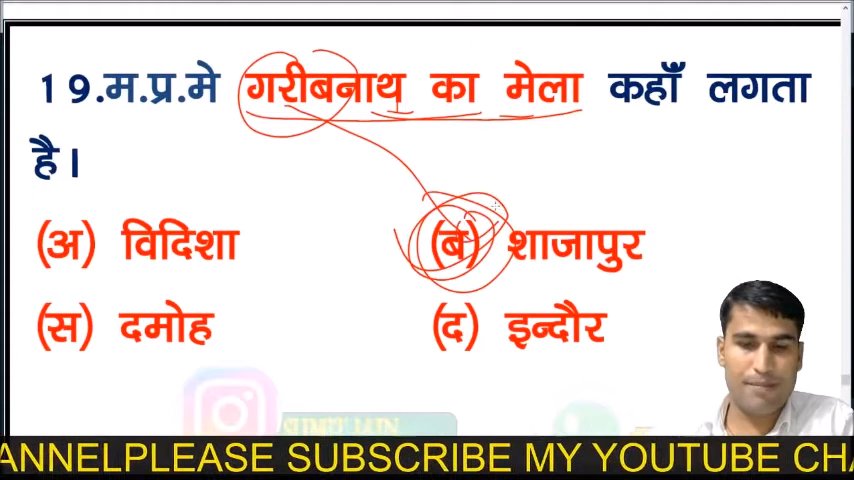 19.म.प्र.मे गरीबनाथ का मेला कहाँ लगता
है।
(अ) विदिशा (ब) शाजापुर
(स) दमोह (द) इन्दौर
ANNELPLEASE SUBSCRIBE MY YOUTUBE CHA